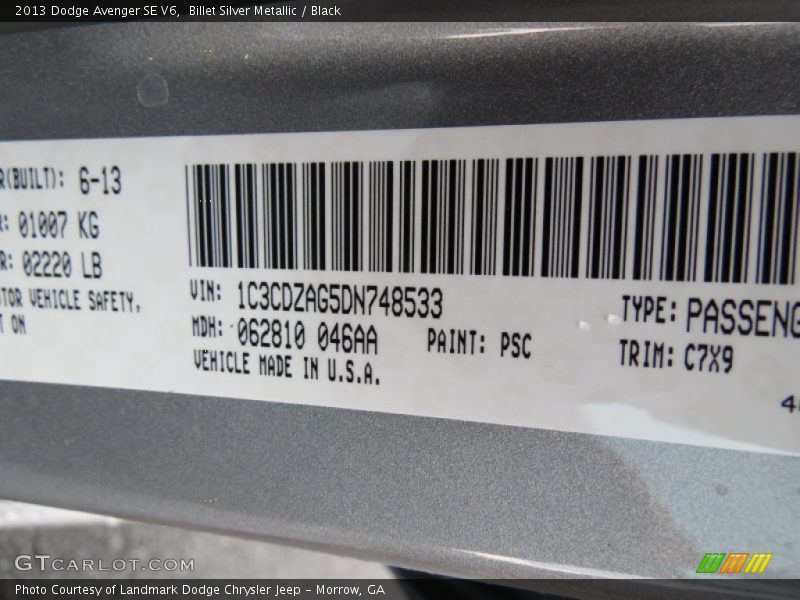 2013 Dodge Avenger SE V6,  Billet Silver Metallic / Black
R(BUILT): 6-13
R: 01007 KG
R: 02220 LB
TOR VEHICLE SAFETY,
T ON
VIN: 1C3CDZAG5DN748533
MDH: 062810 046AA
PAINT: PSC
VEHICLE MADE IN U.S.A.
TYPE: PASSENG
TRIM: C7X9
GTCARLOT.COM
Photo Courtesy of Landmark Dodge Chrysler Jeep – Morrow, GA